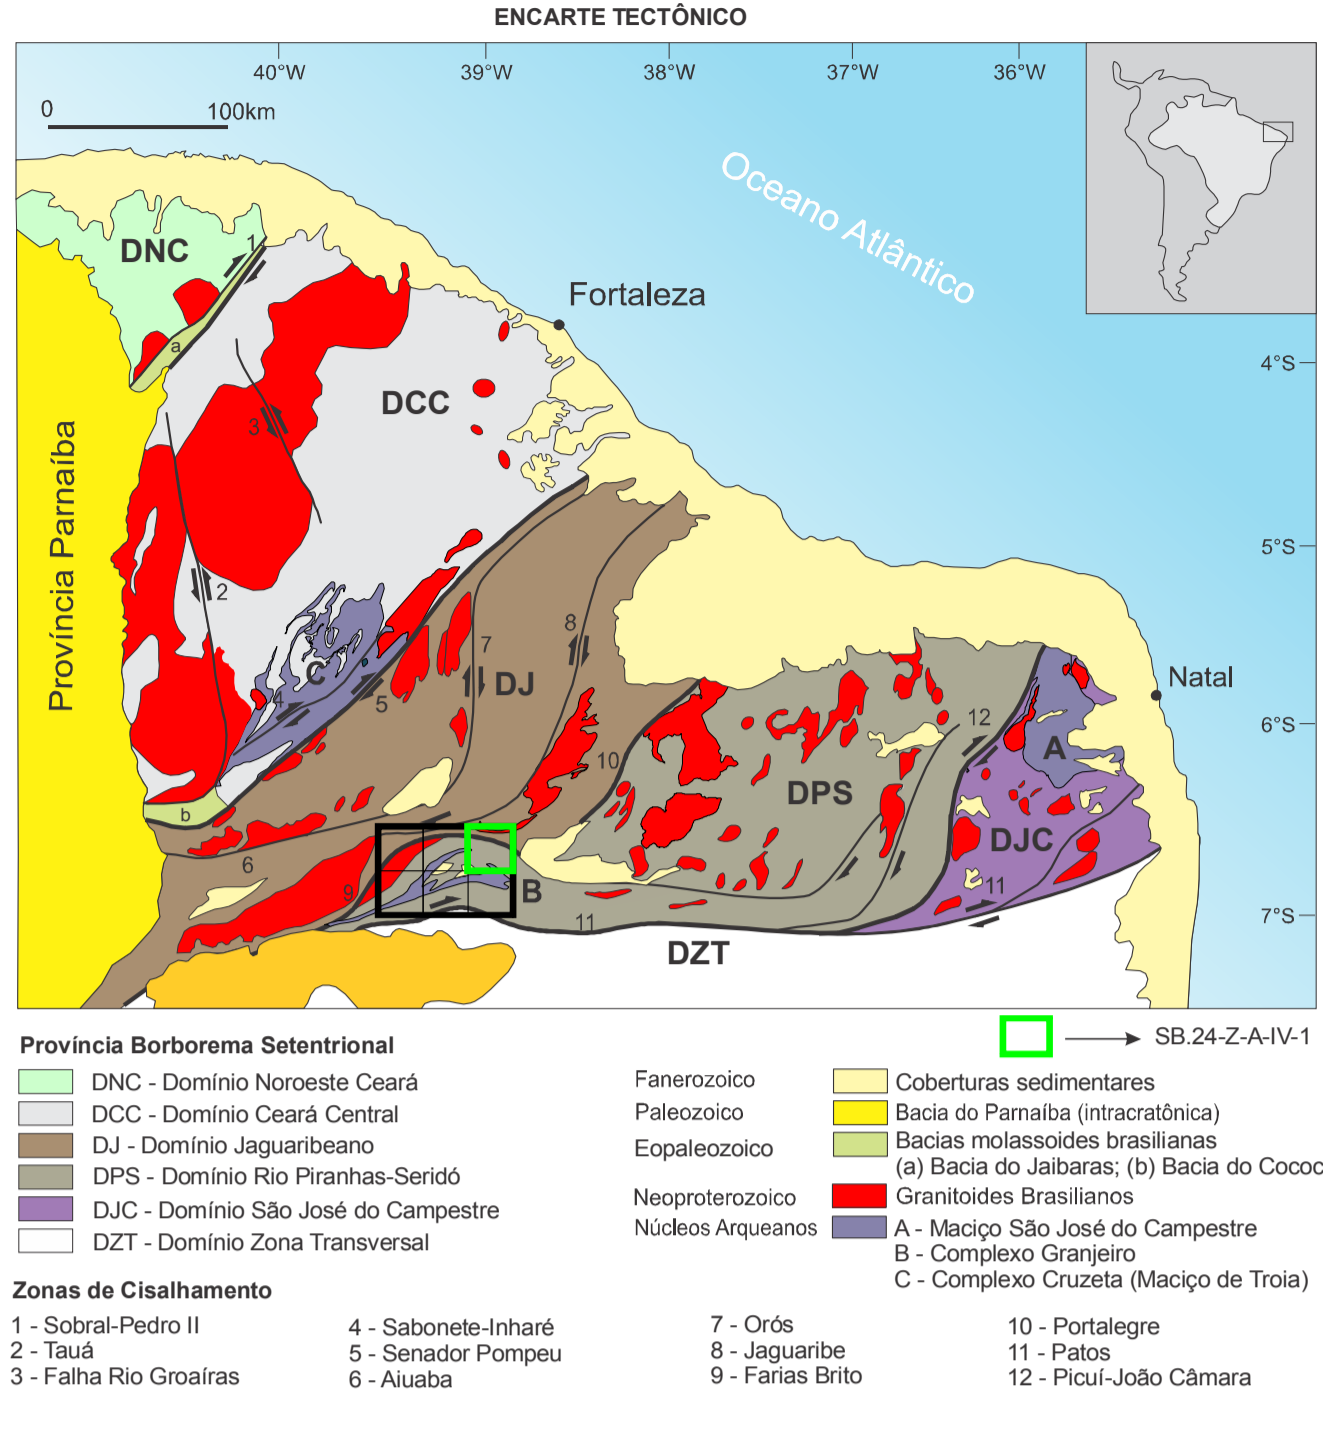 ENCARTE TECTÔNICO
40°W 39°W 38°W 37°W 36°W
0 100km
Oceano Atlântico
DNC
1
Fortaleza
a
4°S
DCC
3
Província Parnaíba
5°S
2
8
7
C
DJ
5
4
Natal
6°S
12
10
A
DPS
b
DJC
6
9
B
11
11
7°S
DZT
SB.24-Z-A-IV-1
Província Borborema Setentrional
DNC - Domínio Noroeste Ceará
DCC - Domínio Ceará Central
DJ - Domínio Jaguaribeano
DPS - Domínio Rio Piranhas-Seridó
DJC - Domínio São José do Campestre
DZT - Domínio Zona Transversal
Fanerozoico Coberturas sedimentares
Paleozoico Bacia do Parnaíba (intracratônica)
Eopaleozoico Bacias molassoides brasilianas
(a) Bacia do Jaibaras; (b) Bacia do Cococ
Neoproterozoico Granitoides Brasilianos
Núcleos Arqueanos A - Maciço São José do Campestre
B - Complexo Granjeiro
C - Complexo Cruzeta (Maciço de Troia)
Zonas de Cisalhamento
1 - Sobral-Pedro II
2 - Tauá
3 - Falha Rio Groaíras
4 - Sabonete-Inharé
5 - Senador Pompeu
6 - Aiuaba
7 - Orós
8 - Jaguaribe
9 - Farias Brito
10 - Portalegre
11 - Patos
12 - Picuí-João Câmara